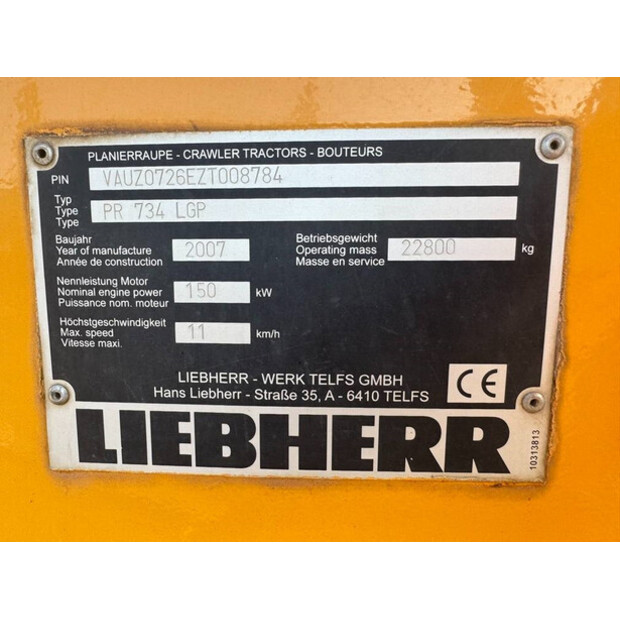 PLANIERRAUPE - CRAWLER TRACTORS - BOUTEURS
PIN VAUZ0726EZT008784
Typ
Type PR 734 LGP
Type
Baujahr
Year of manufacture 2007
Année de construction
Betriebsgewicht
Operating mass 22800 kg
Masse en service
Nennleistung Motor
Nominal engine power 150 kW
Puissance nom. moteur
Höchstgeschwindigkeit
Max. speed 11 km/h
Vitesse maxi.
LIEBHERR - WERK TELFS GMBH
Hans Liebherr - Straße 35, A - 6410 TELFS
CE
LIEBHERR
10313813